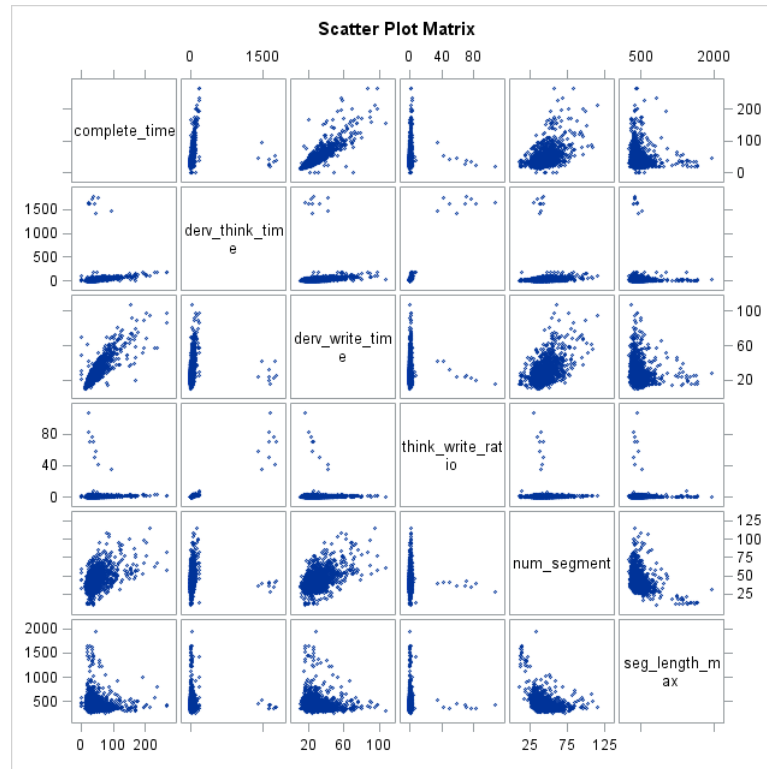 Scatter Plot Matrix
0 1500 0 40 80 500 2000
complete_time
200
100
0
1500
1000
500
0
derv_think_tim
e
derv_write_tim
e
100
60
20
80
40
0
think_write_rat
io
num_segment
125
100
75
50
25
2000
1500
1000
500
seg_length_m
ax
0 100 200 20 60 100 25 75 125